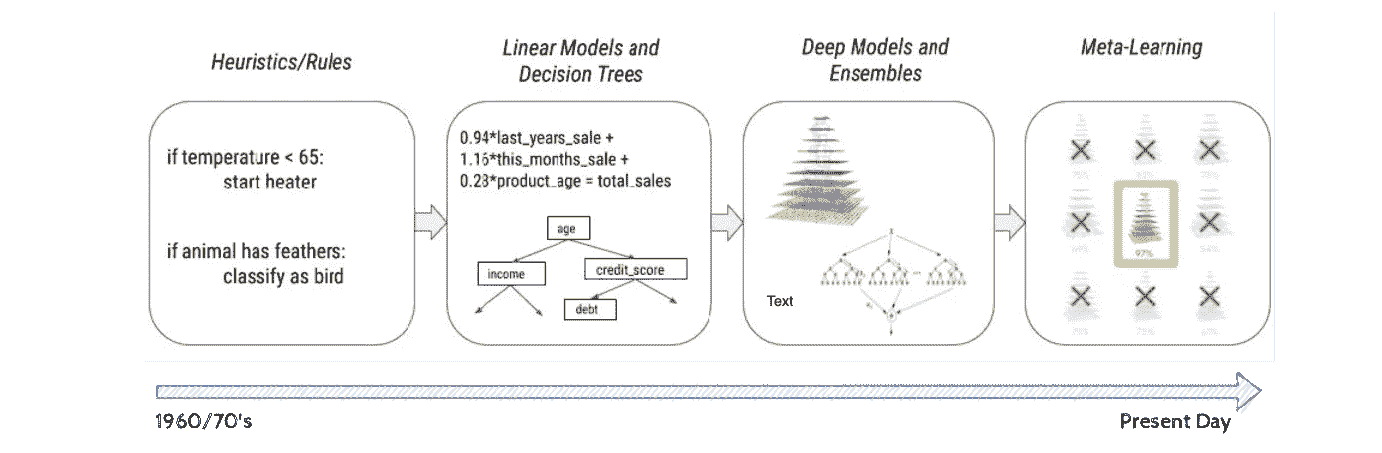 Heuristics/Rules
Linear Models and
Decision Trees
Deep Models and
Ensembles
Meta-Learning
if temperature < 65:
start heater
if animal has feathers:
classify as bird
0.94*last_years_sale +
1.16*this_months_sale +
0.28*product_age = total_sales
age
income
credit_score
debt
Text
97%
1960/70's
Present Day